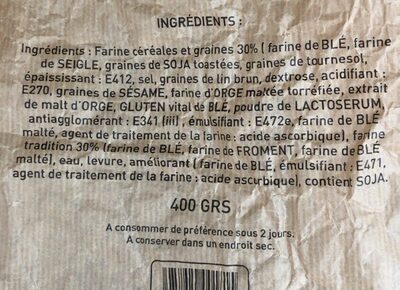 INGRÉDIENTS :
Ingrédients : Farine céréales et graines 30% ( farine de BLÉ, farine
de SEIGLE, graines de SOJA toastées, graines de tournesol,
épaississant : E412, sel, graines de lin brun, dextrose, acidifiant :
E270, graines de SÉSAME, farine d'ORGE maltée torréfiée, extrait
de malt d'ORGE, GLUTEN vital de BLÉ, poudre de LACTOSERUM,
antiagglomérant : E341 (iii), émulsifiant : E472e, farine de BLÉ
malté, agent de traitement de la farine : acide ascorbique), farine
tradition 30% (farine de BLÉ, farine de FROMENT, farine de BLÉ
malté), eau, levure, améliorant ( farine de BLÉ, émulsifiant : E471,
agent de traitement de la farine : acide ascorbique), contient SOJA.
400 GRS
A consommer de préférence sous 2 jours.
A conserver dans un endroit sec.